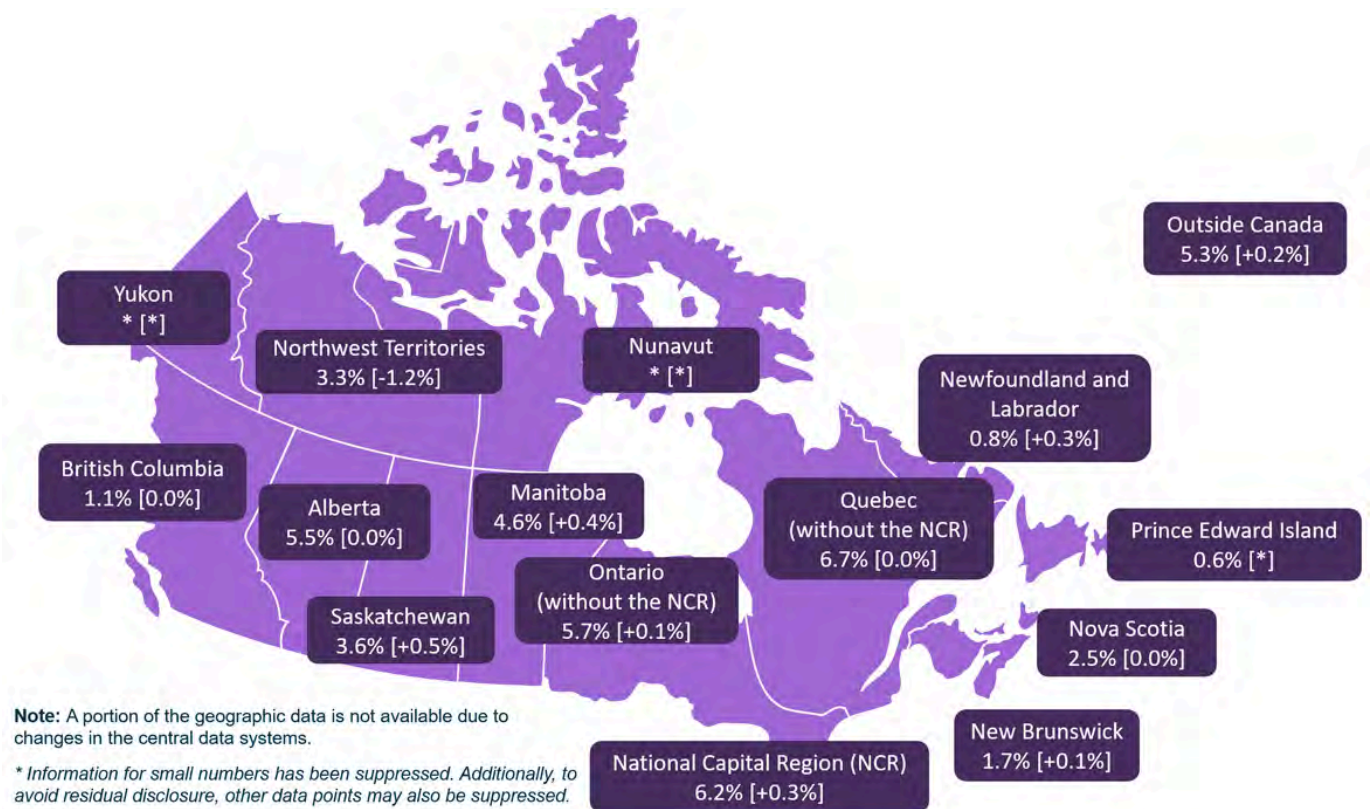 Outside Canada
5.3% [+0.2%]
Yukon
* [*]
Northwest Territories
3.3% [-1.2%]
Nunavut
* [*]
Newfoundland and
Labrador
0.8% [+0.3%]
British Columbia
1.1% [0.0%]
Alberta
5.5% [0.0%]
Manitoba
4.6% [+0.4%]
Quebec
(without the NCR)
6.7% [0.0%]
Prince Edward Island
0.6% [*]
Ontario
(without the NCR)
5.7% [+0.1%]
Saskatchewan
3.6% [+0.5%]
Nova Scotia
2.5% [0.0%]
New Brunswick
1.7% [+0.1%]
National Capital Region (NCR)
6.2% [+0.3%]
Note: A portion of the geographic data is not available due to
changes in the central data systems.
* Information for small numbers has been suppressed. Additionally, to
avoid residual disclosure, other data points may also be suppressed.